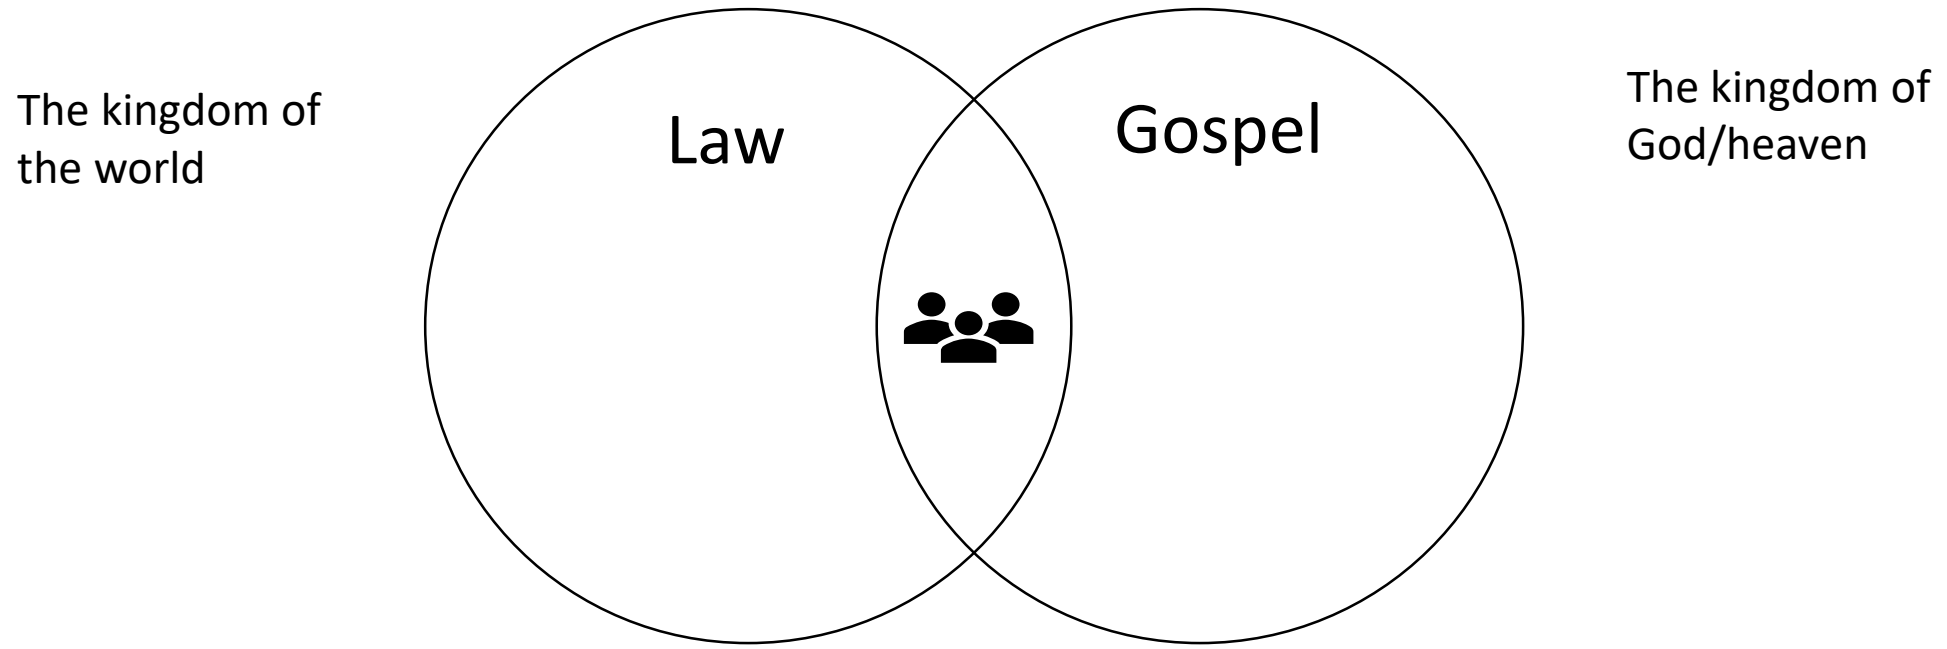 The kingdom of
the world
Law
Gospel
The kingdom of
God/heaven